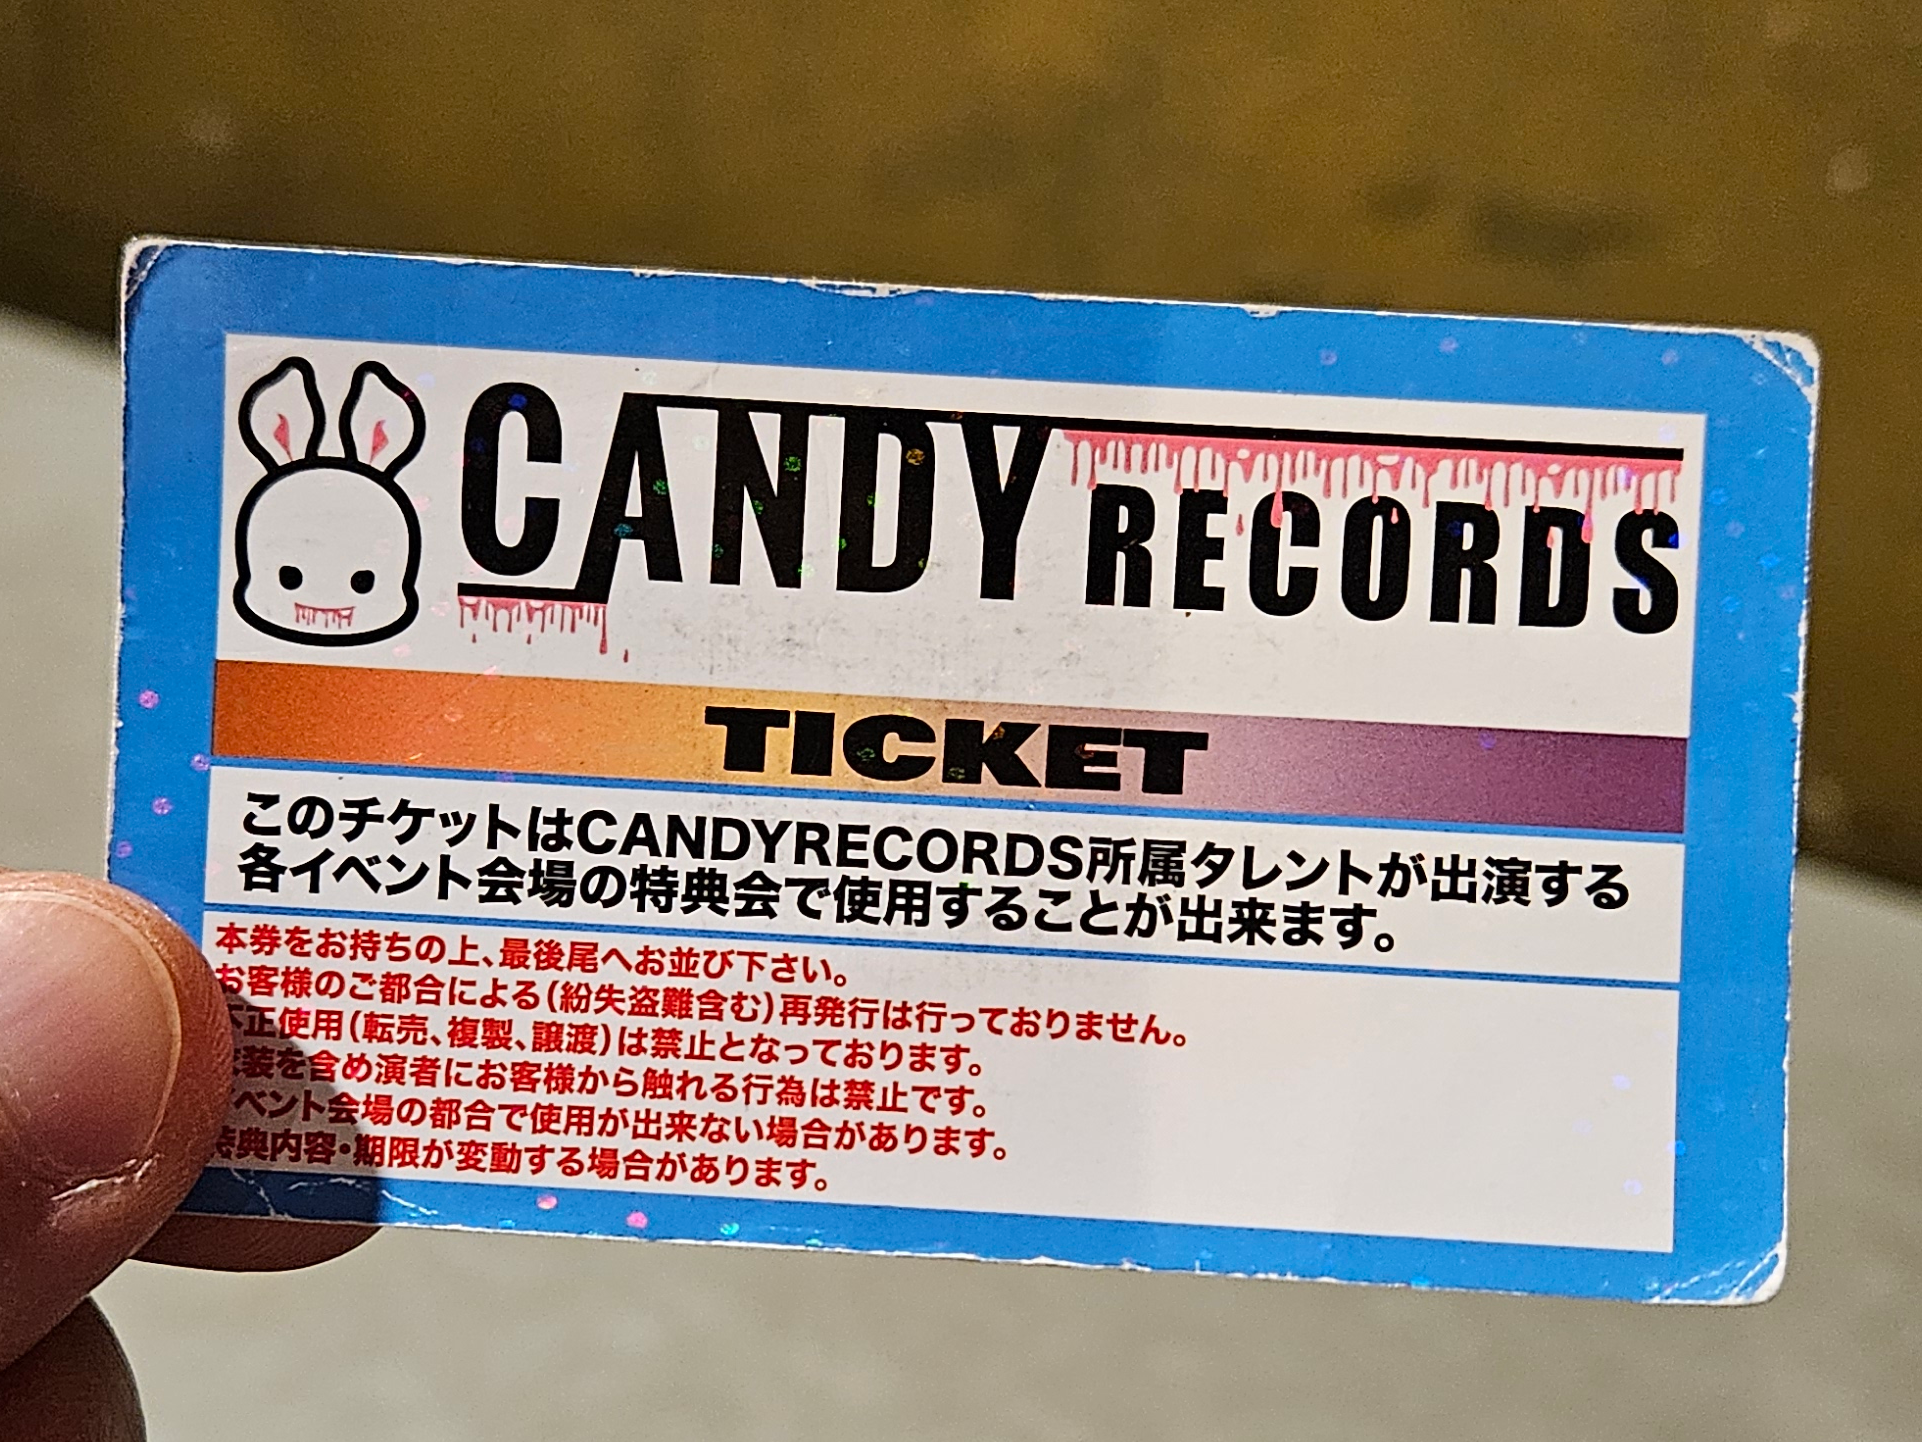 CANDY RECORDS
TICKET
このチケットはCANDYRECORDS所属タレントが出演する
各イベント会場の特典会で使用することが出来ます。
本券をお持ちの上、最後尾へお並び下さい。
お客様のご都合による(紛失盗難含む)再発行は行っておりません。
不正使用(転売、複製、譲渡)は禁止となっております。
を含め演者にお客様から触れる行為は禁止です。
イベント会場の都合で使用が出来ない場合があります。
特典内容・期限が変動する場合があります。